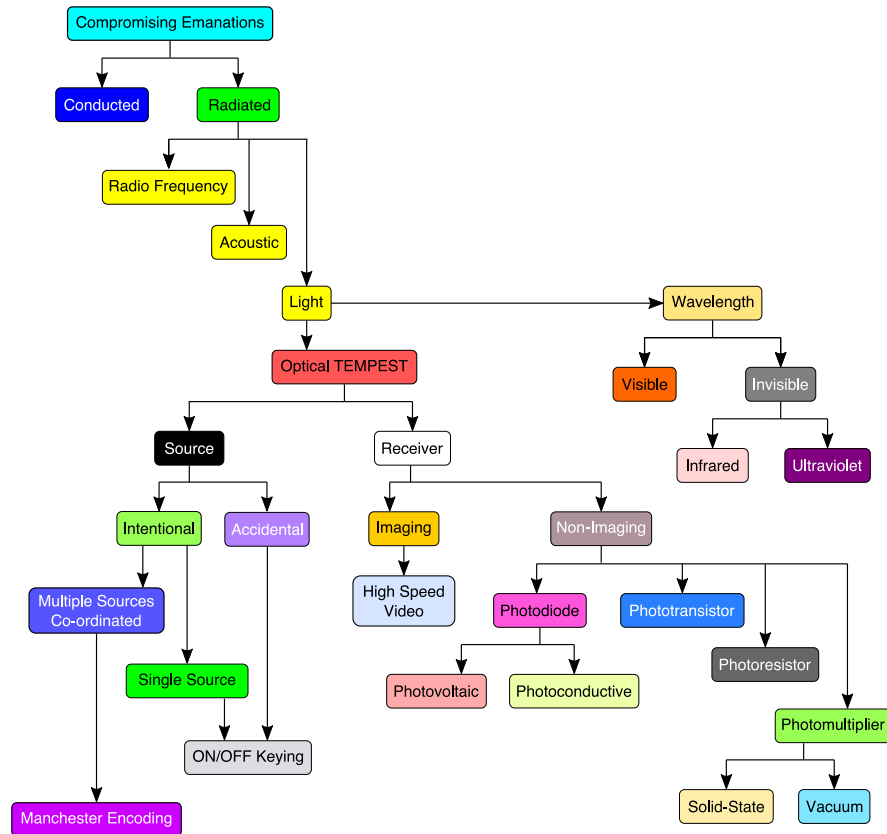 Compromising Emanations
Conducted
Radiated
Radio Frequency
Acoustic
Light
Wavelength
Optical TEMPEST
Visible
Invisible
Source
Receiver
Infrared
Ultraviolet
Intentional
Accidental
Imaging
Non-Imaging
Multiple Sources
Co-ordinated
High Speed
Video
Photodiode
Phototransistor
Photoresistor
Single Source
Photovoltaic
Photoconductive
Photomultiplier
ON/OFF Keying
Solid-State
Vacuum
Manchester Encoding